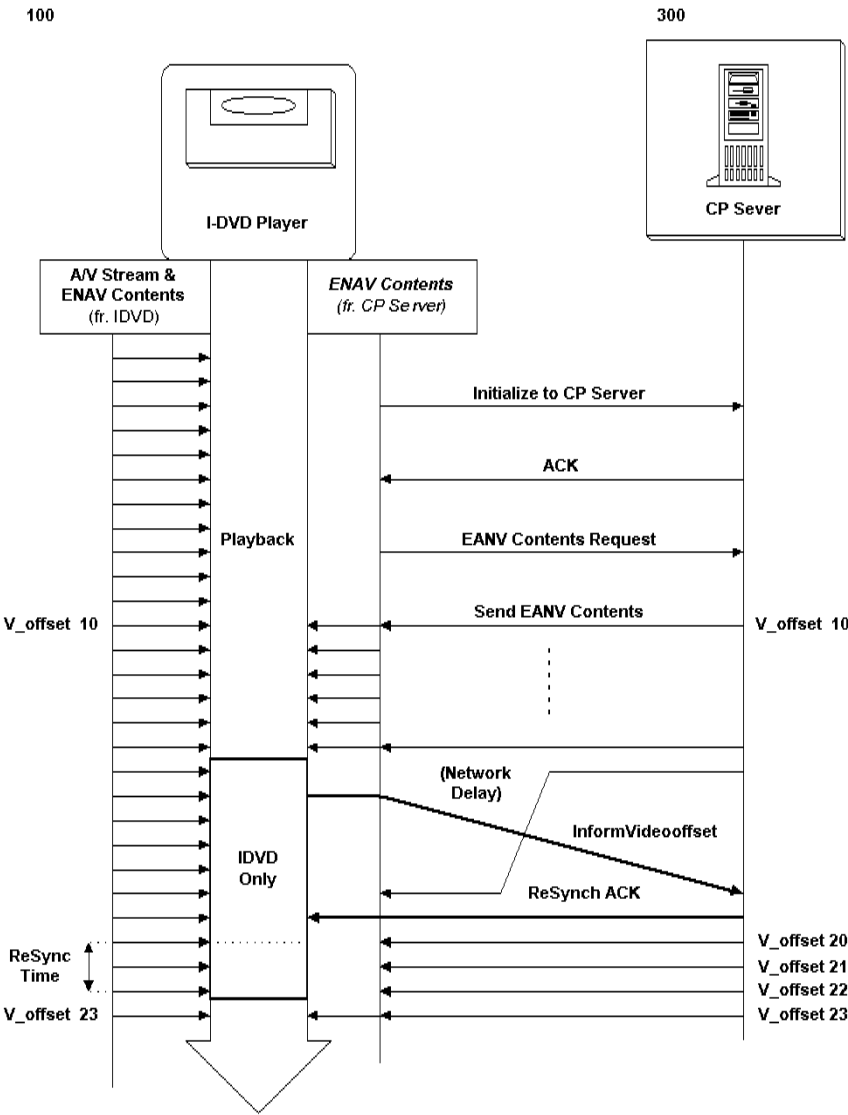 100
300
I-DVD Player
CP Sever
A/V Stream &
ENAV Contents
(fr. IDVD)
ENAV Contents
(fr. CP Server)
Initialize to CP Server
ACK
Playback
EANV Contents Request
V_offset 10
Send EANV Contents
V_offset 10
(Network
Delay)
InformVideooffset
IDVD
Only
ReSynch ACK
ReSync
Time
V_offset 20
V_offset 21
V_offset 22
V_offset 23
V_offset 23